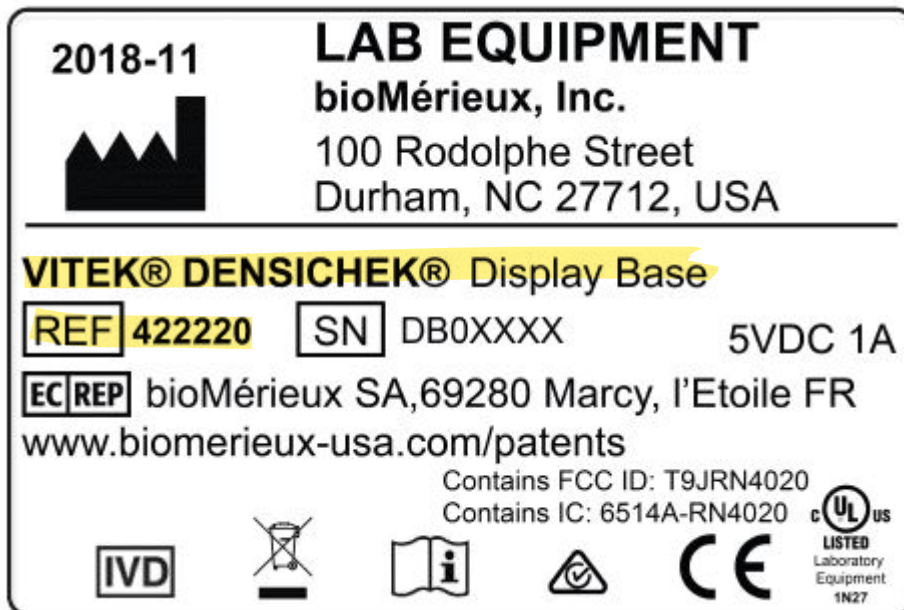 2018-11
LAB EQUIPMENT
bioMérieux, Inc.
100 Rodolphe Street
Durham, NC 27712, USA
VITEK® DENSICHEK® Display Base
REF 422220 SN DB0XXXX 5VDC 1A
EC REP bioMérieux SA,69280 Marcy, l'Etoile FR
www.biomerieux-usa.com/patents
Contains FCC ID: T9JRN4020
Contains IC: 6514A-RN4020
IVD
i
CE
c UL us
LISTED
Laboratory
Equipment
1N27